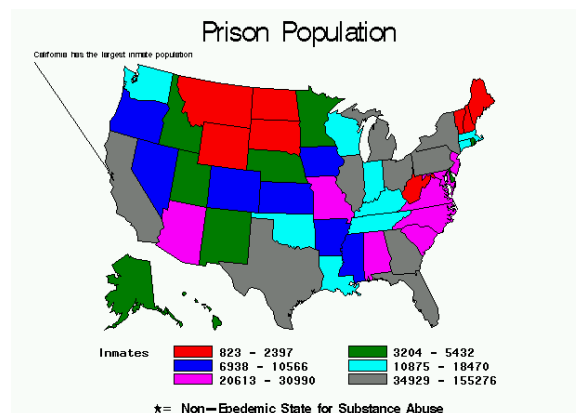 Prison Population
California has the largest inmate population
Inmates
823 - 2397
3204 - 5432
6938 - 10566
10875 - 18470
20613 - 30990
34929 - 155276
★= Non-Epedemic State for Substance Abuse